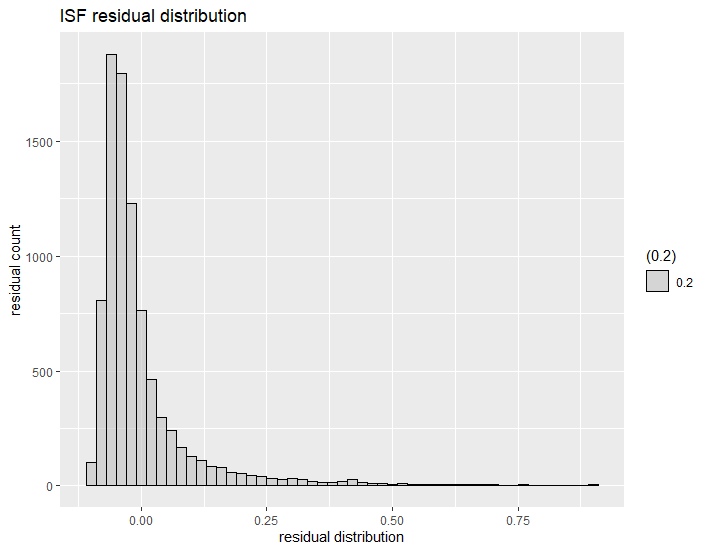 ISF residual distribution
1500
1000
500
0
residual count
0.00 0.25 0.50 0.75
residual distribution
(0.2)
0.2